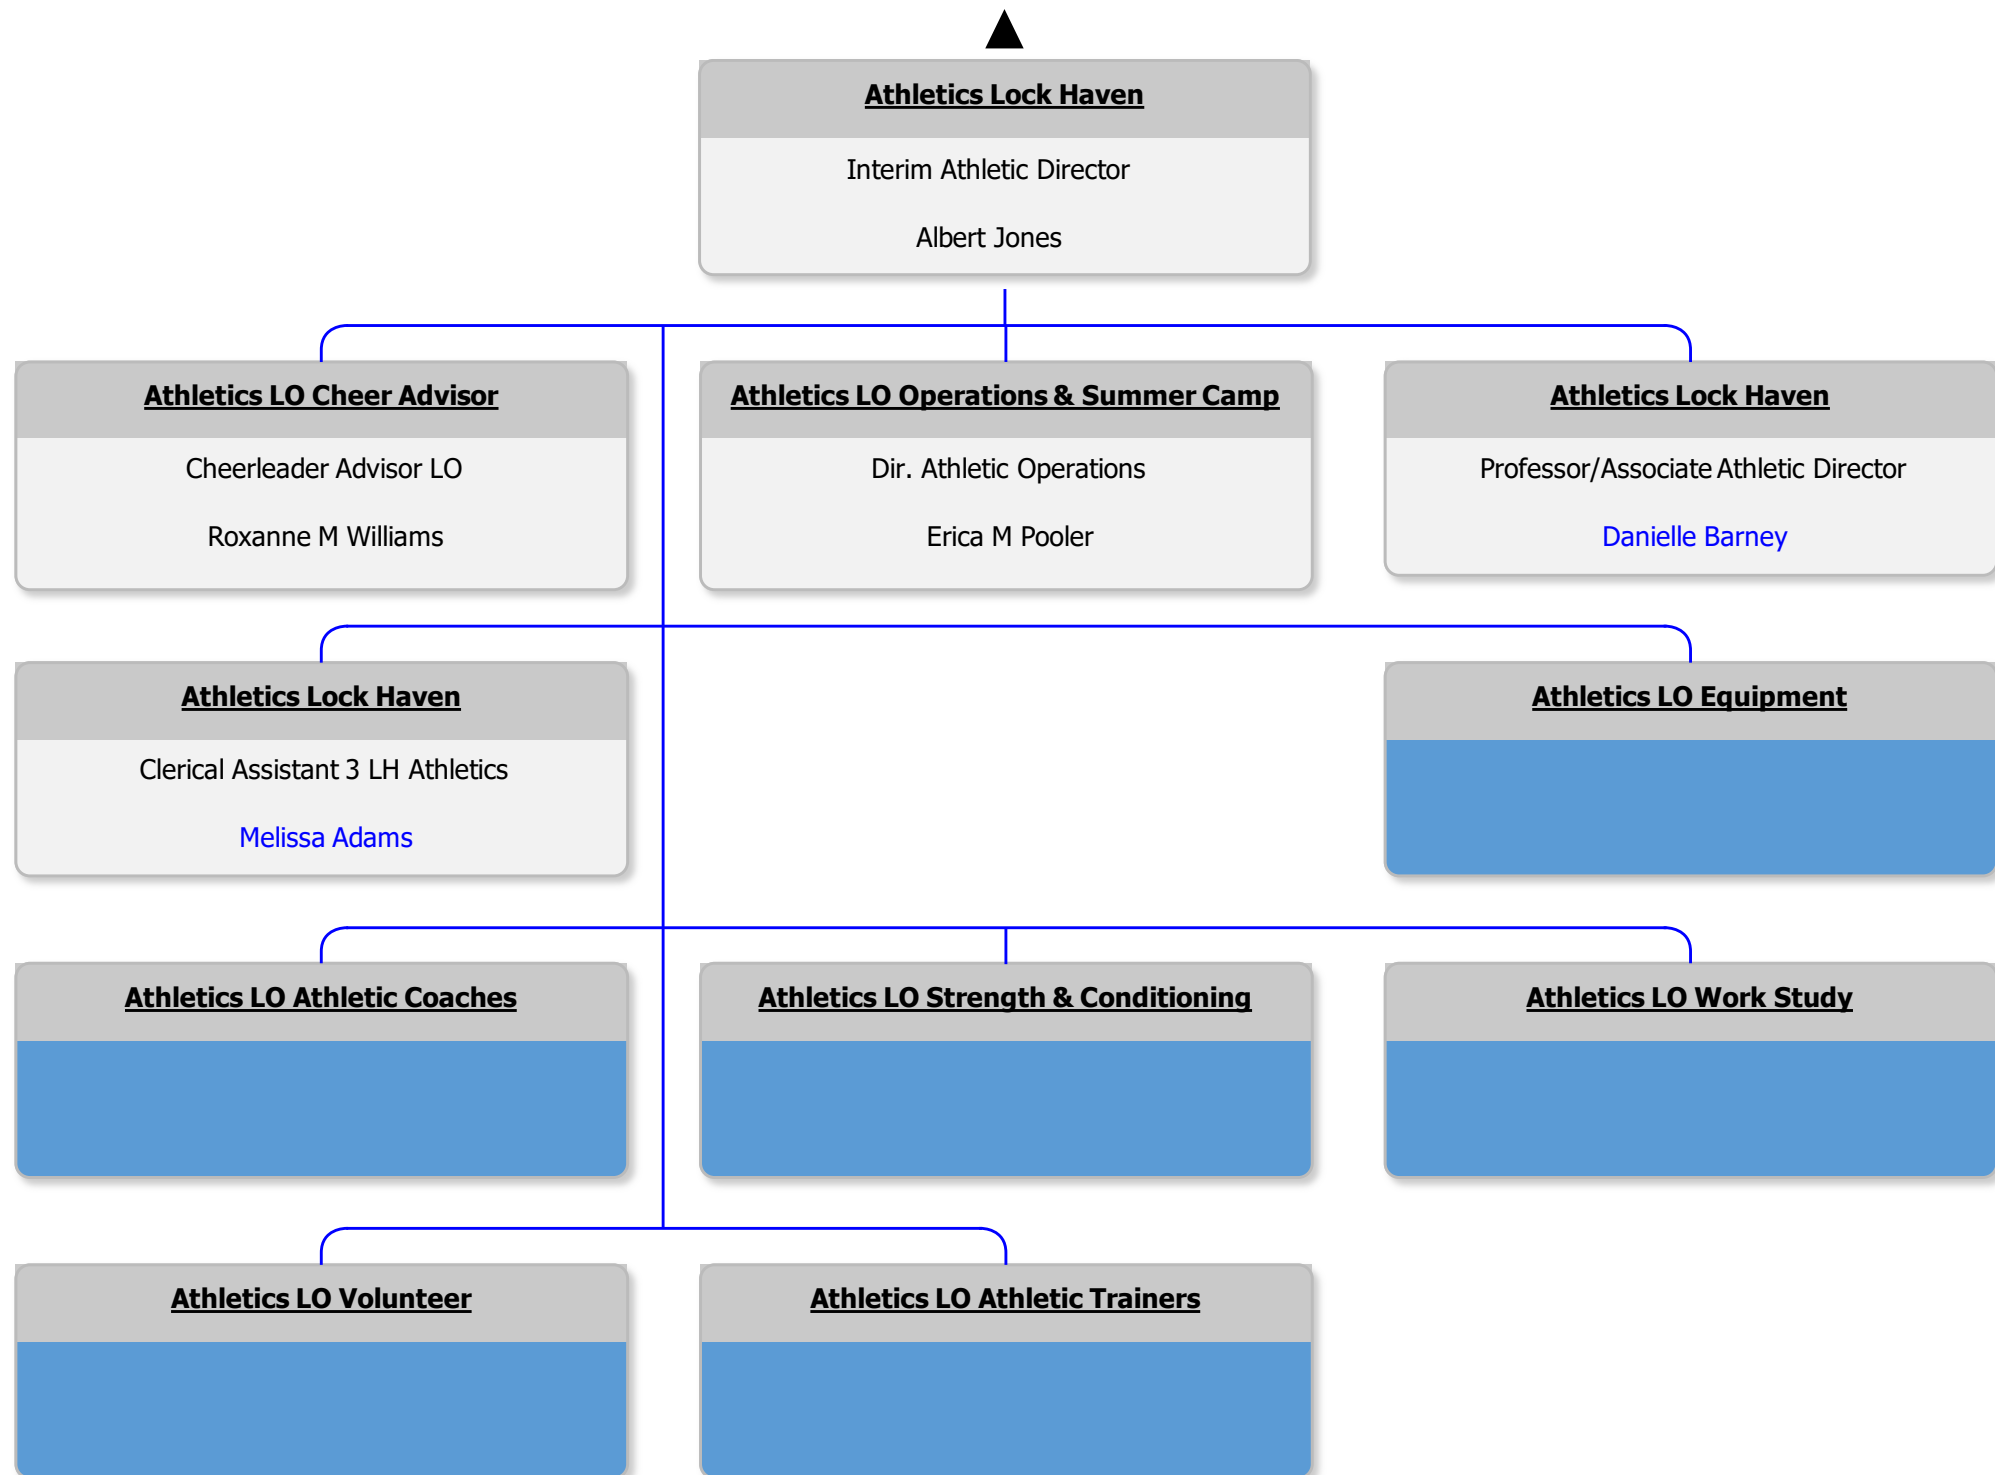 Athletics Lock Haven
Interim Athletic Director
Albert Jones
Athletics LO Cheer Advisor
Cheerleader Advisor LO
Roxanne M Williams
Athletics LO Operations & Summer Camp
Dir. Athletic Operations
Erica M Pooler
Athletics Lock Haven
Professor/Associate Athletic Director
Danielle Barney
Athletics Lock Haven
Clerical Assistant 3 LH Athletics
Melissa Adams
Athletics LO Equipment
Athletics LO Athletic Coaches
Athletics LO Strength & Conditioning
Athletics LO Work Study
Athletics LO Volunteer
Athletics LO Athletic Trainers